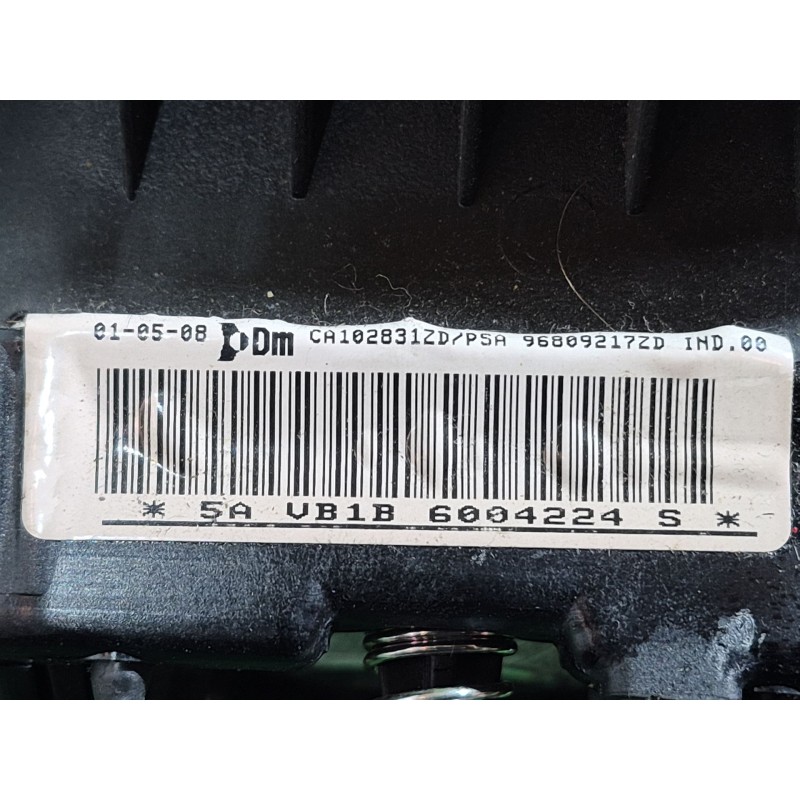 01-05-08 Dm CA102831ZD/PSA 96809217ZD IND.00
* 5A VB1B 6004224 S *